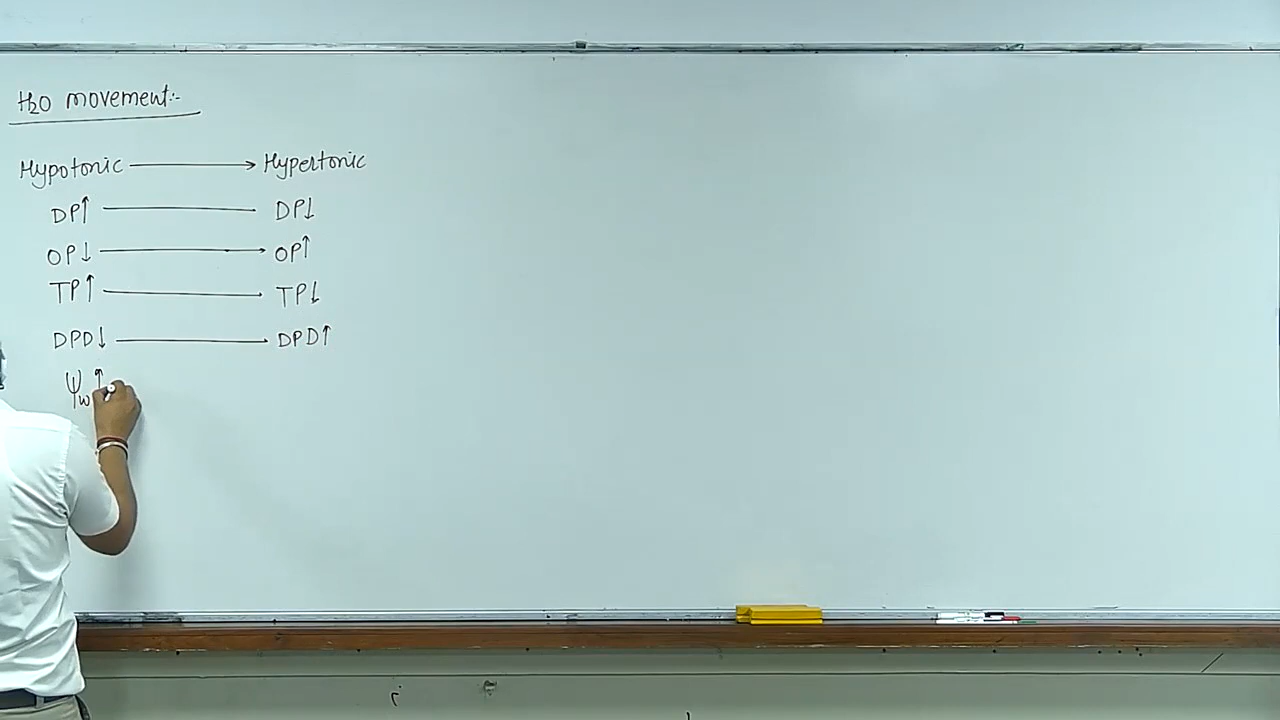 H2O movement:-
Hypotonic → Hypertonic
DP↑ — DP↓
OP↓ → OP↑
TP↑ — TP↓
DPD↓ — DPD↑
Ψw↑